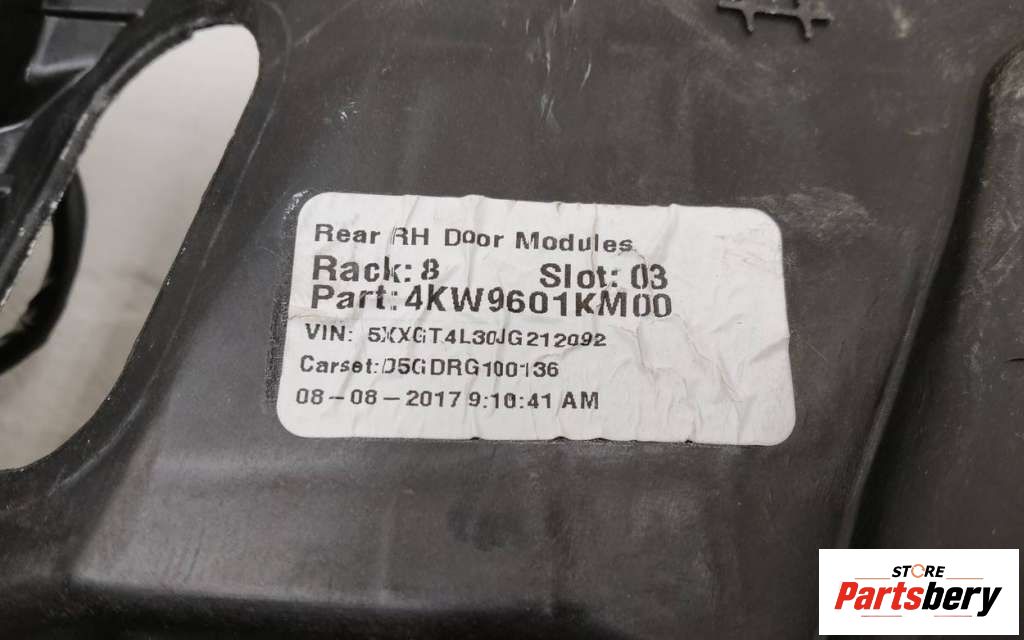 Rear RH Door Modules
Rack: 8 Slot: 03
Part: 4KW9601KM00
VIN: 5XXGT4L30JG212092
Carset: D5GDRG100136
08-08-2017 9:10:41 AM
STORE
Partsbery